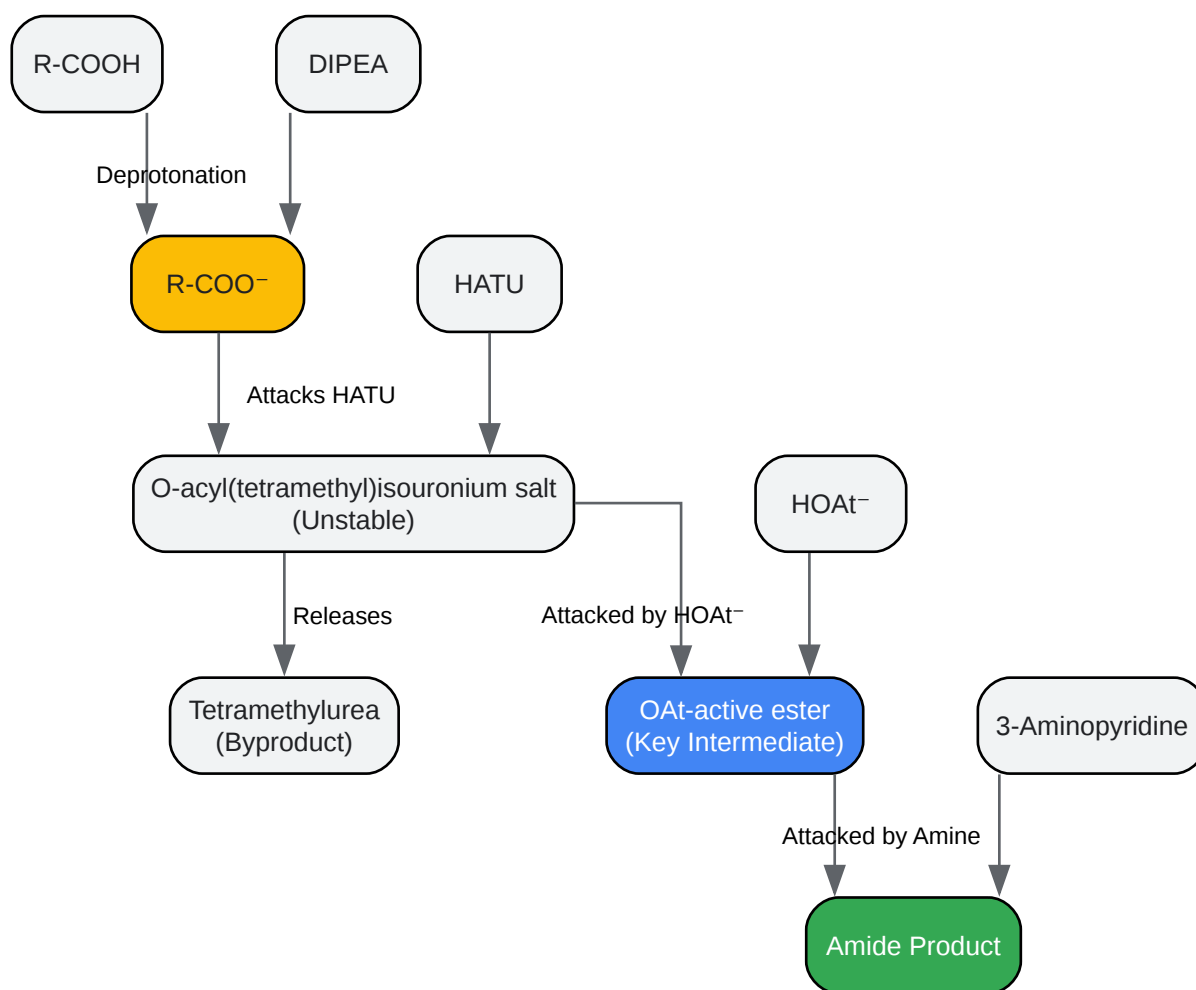 R-COOH
DIPEA
Deprotonation
R-COO⁻
HATU
Attacks HATU
O-acyl(tetramethyl)isouronium salt
(Unstable)
HOAt⁻
Releases
Attacked by HOAt⁻
Tetramethylurea
(Byproduct)
OAt-active ester
(Key Intermediate)
3-Aminopyridine
Attacked by Amine
Amide Product